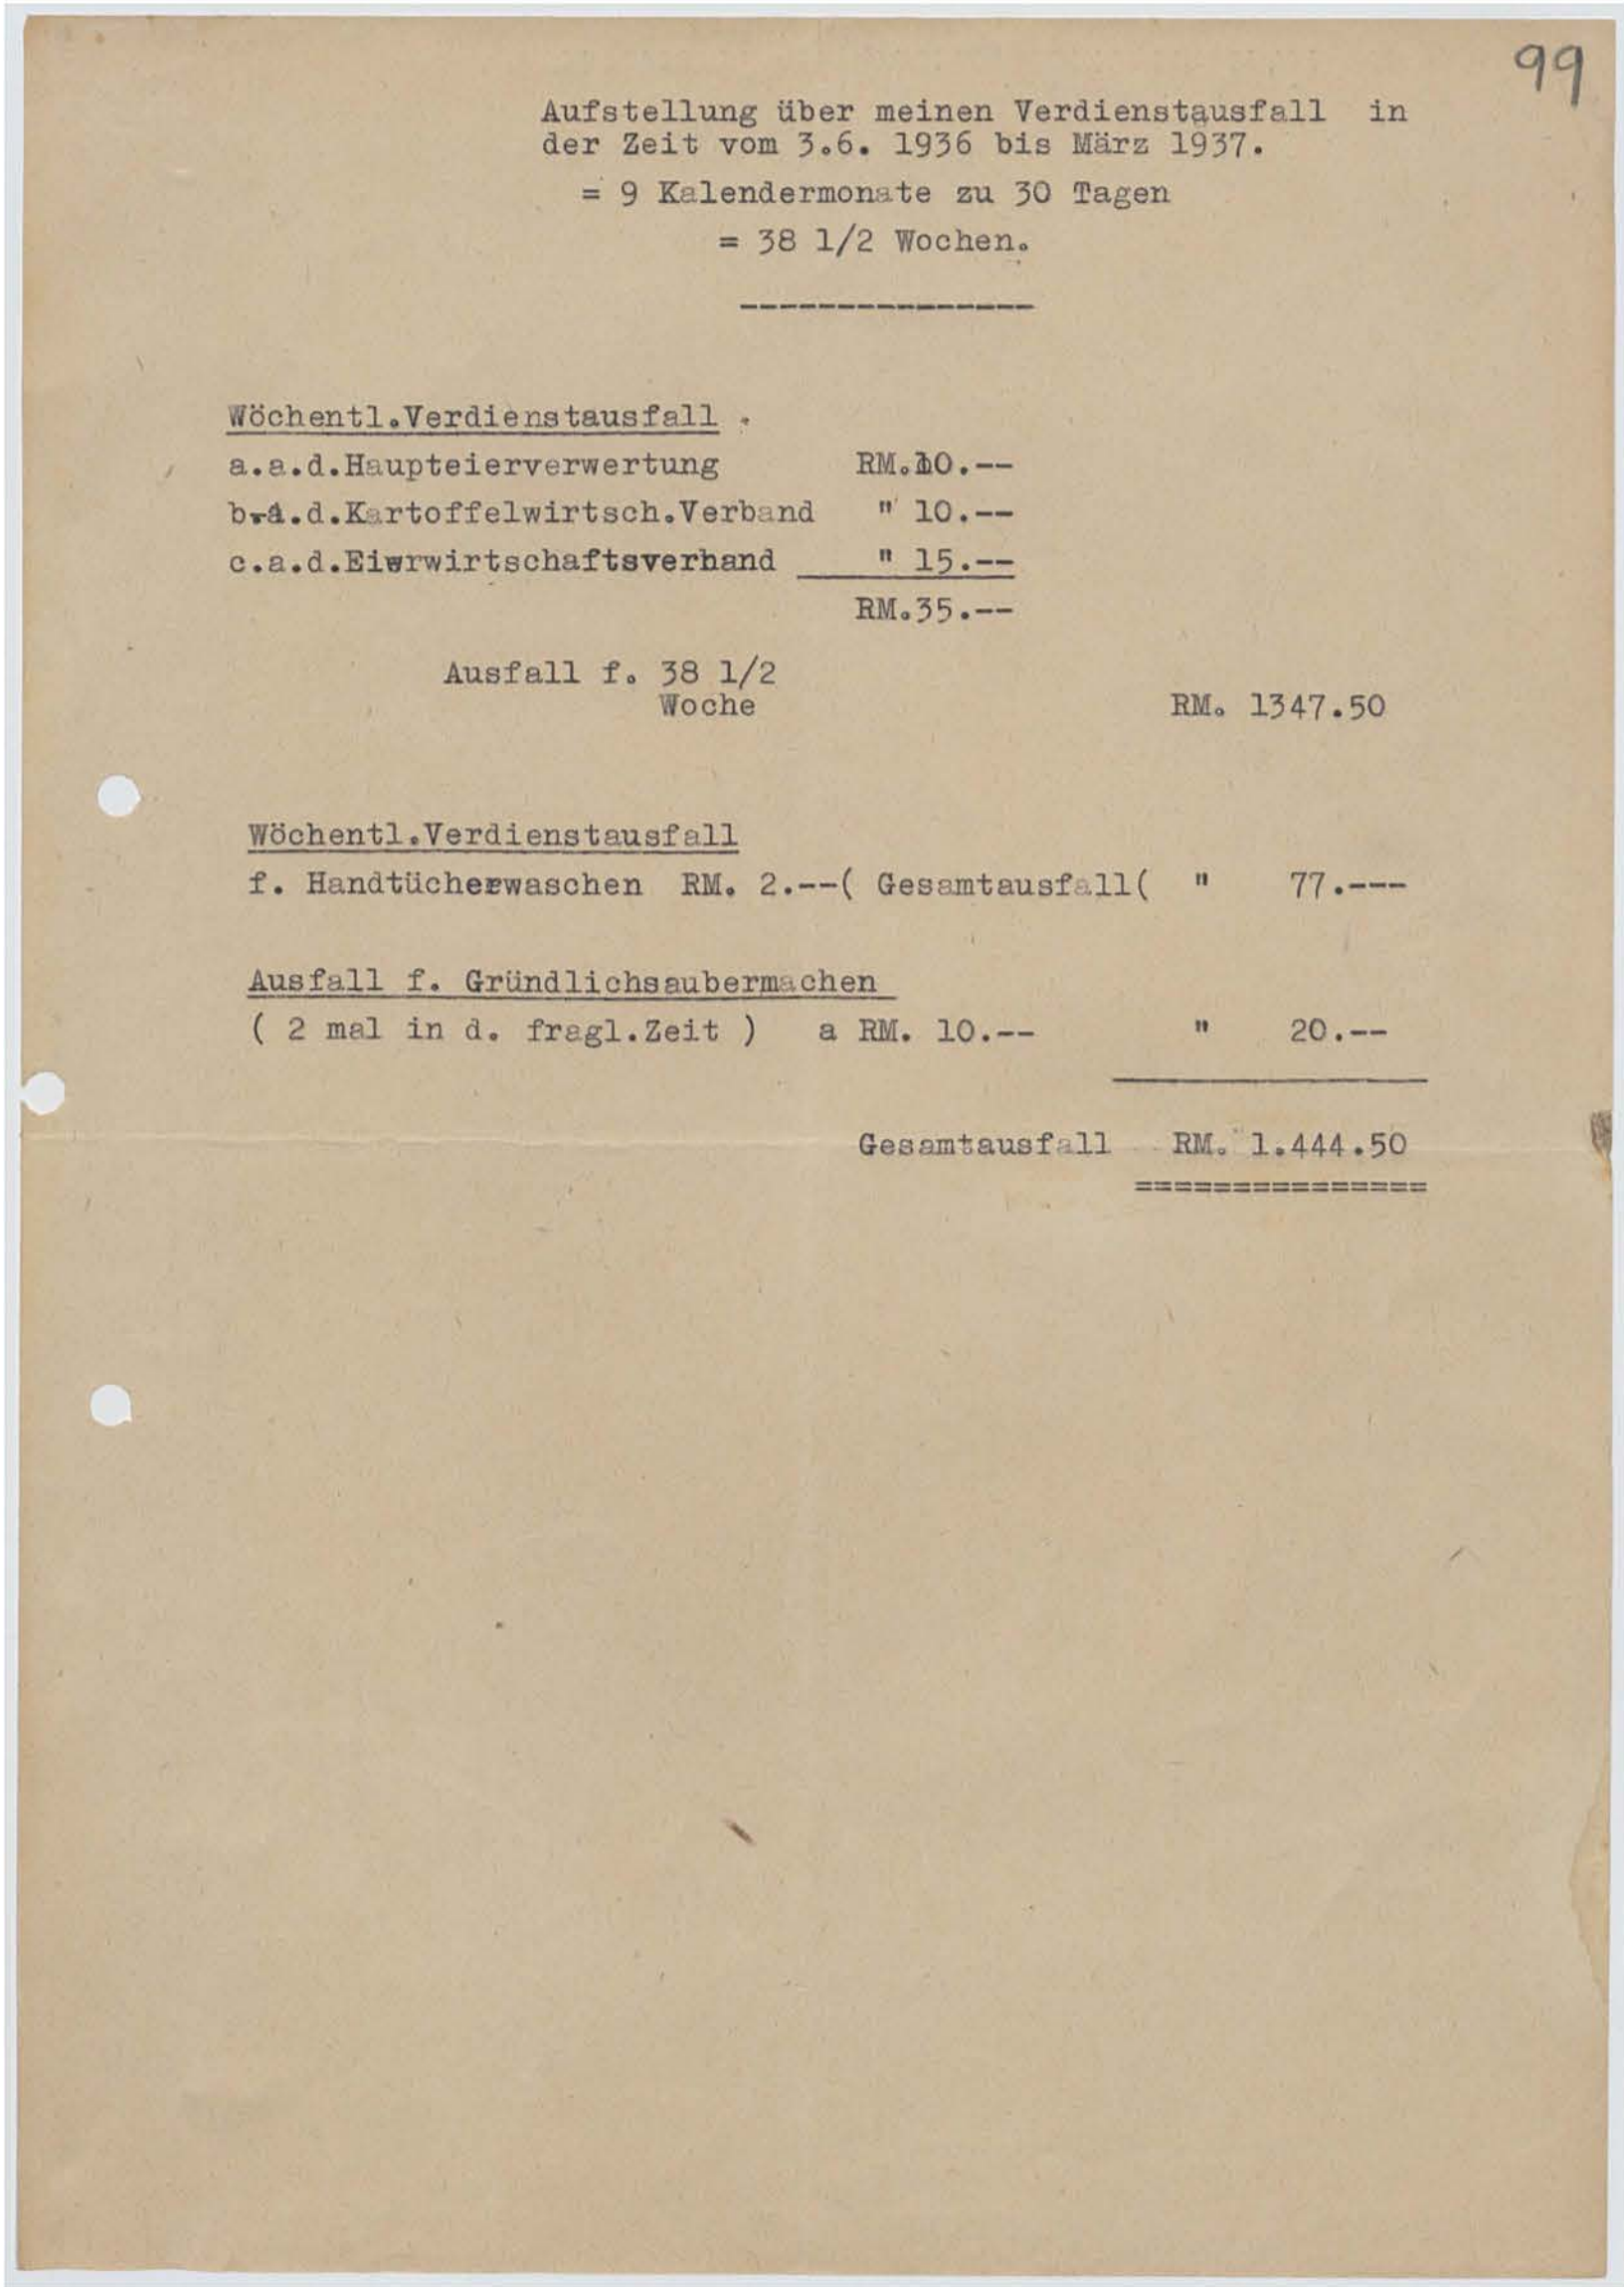 99
Aufstellung über meinen Verdienstausfall in
der Zeit vom 3.6. 1936 bis März 1937.
= 9 Kalendermonate zu 30 Tagen
= 38 1/2 Wochen.
---------------
Wöchentl.Verdienstausfall .
a.a.d.Haupteierverwertung RM.10.--
b.a.d.Kartoffelwirtsch.Verband " 10.--
c.a.d.Eierwirtschaftsverband " 15.--
RM.35.--
Ausfall f. 38 1/2
Woche RM. 1347.50
Wöchentl.Verdienstausfall
f. Handtücherwaschen RM. 2.--( Gesamtausfall( " 77.---
Ausfall f. Gründlichsaubermachen
( 2 mal in d. fragl.Zeit ) a RM. 10.-- " 20.--
Gesamtausfall RM. 1.444.50
===============